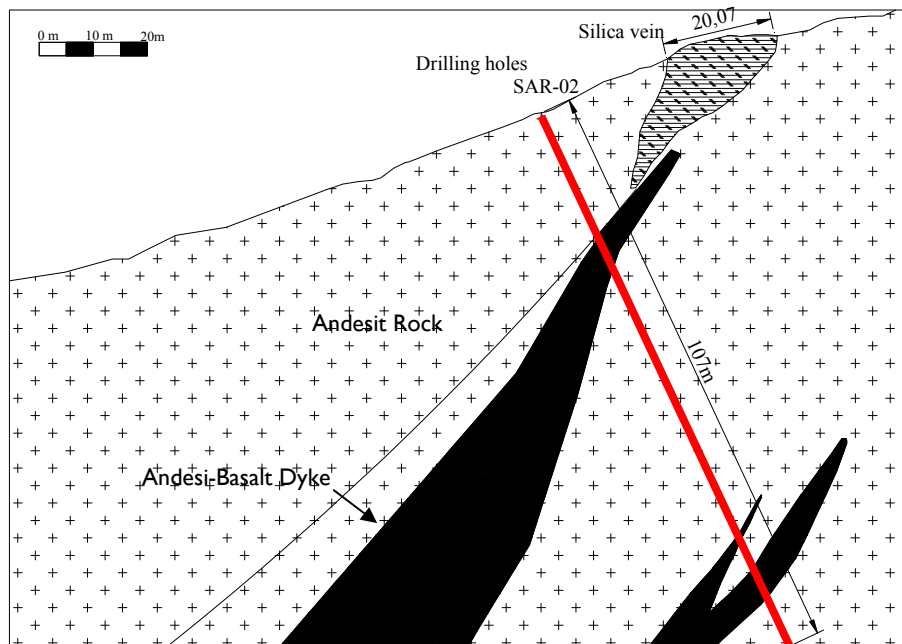 0 m 10 m 20m
20,07
Silica vein
Drilling holes
SAR-02
Andesit Rock
107m
Andesi-Basalt Dyke